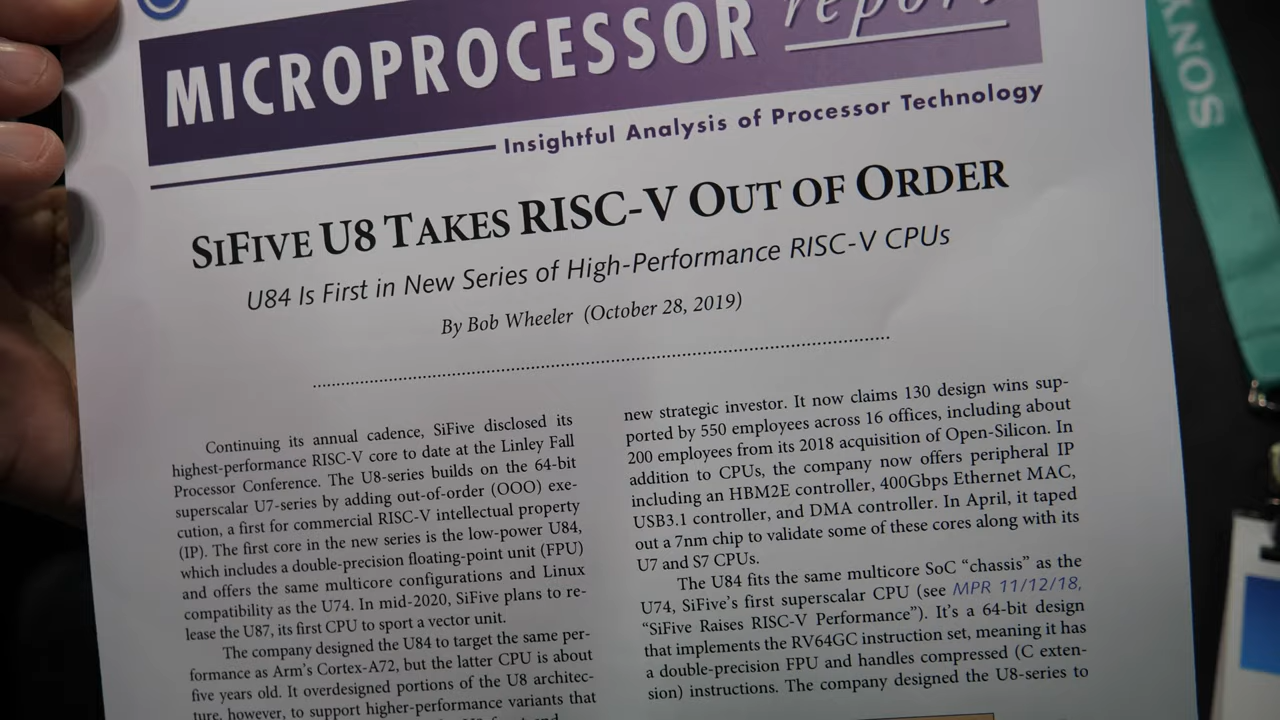 MICROPROCESSOR report
Insightful Analysis of Processor Technology
SIFIVE U8 TAKES RISC-V OUT OF ORDER
U84 Is First in New Series of High-Performance RISC-V CPUs
By Bob Wheeler (October 28, 2019)
Continuing its annual cadence, SiFive disclosed its
highest-performance RISC-V core to date at the Linley Fall
Processor Conference. The U8-series builds on the 64-bit
superscalar U7-series by adding out-of-order (OOO) exe-
cution, a first for commercial RISC-V intellectual property
(IP). The first core in the new series is the low-power U84,
which includes a double-precision floating-point unit (FPU)
and offers the same multicore configurations and Linux
compatibility as the U74. In mid-2020, SiFive plans to re-
lease the U87, its first CPU to sport a vector unit.
The company designed the U84 to target the same per-
formance as Arm's Cortex-A72, but the latter CPU is about
five years old. It overdesigned portions of the U8 architec-
ture, however, to support higher-performance variants that
new strategic investor. It now claims 130 design wins sup-
ported by 550 employees across 16 offices, including about
200 employees from its 2018 acquisition of Open-Silicon. In
addition to CPUs, the company now offers peripheral IP
including an HBM2E controller, 400Gbps Ethernet MAC,
USB3.1 controller, and DMA controller. In April, it taped
out a 7nm chip to validate some of these cores along with its
U7 and S7 CPUs.
The U84 fits the same multicore SoC “chassis” as the
U74, SiFive's first superscalar CPU (see MPR 11/12/18,
“SiFive Raises RISC-V Performance”). It's a 64-bit design
that implements the RV64GC instruction set, meaning it has
a double-precision FPU and handles compressed (C exten-
sion) instructions. The company designed the U8-series to
SONY